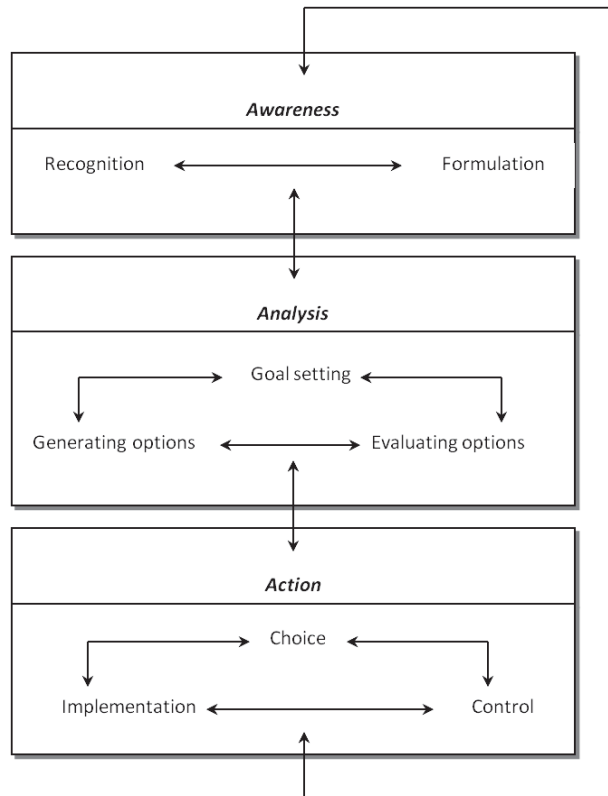 Awareness
Recognition Formulation
Analysis
Goal setting
Generating options Evaluating options
Action
Choice
Implementation Control